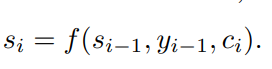 s_i = f(s_{i−1}, y_{i−1}, c_i).